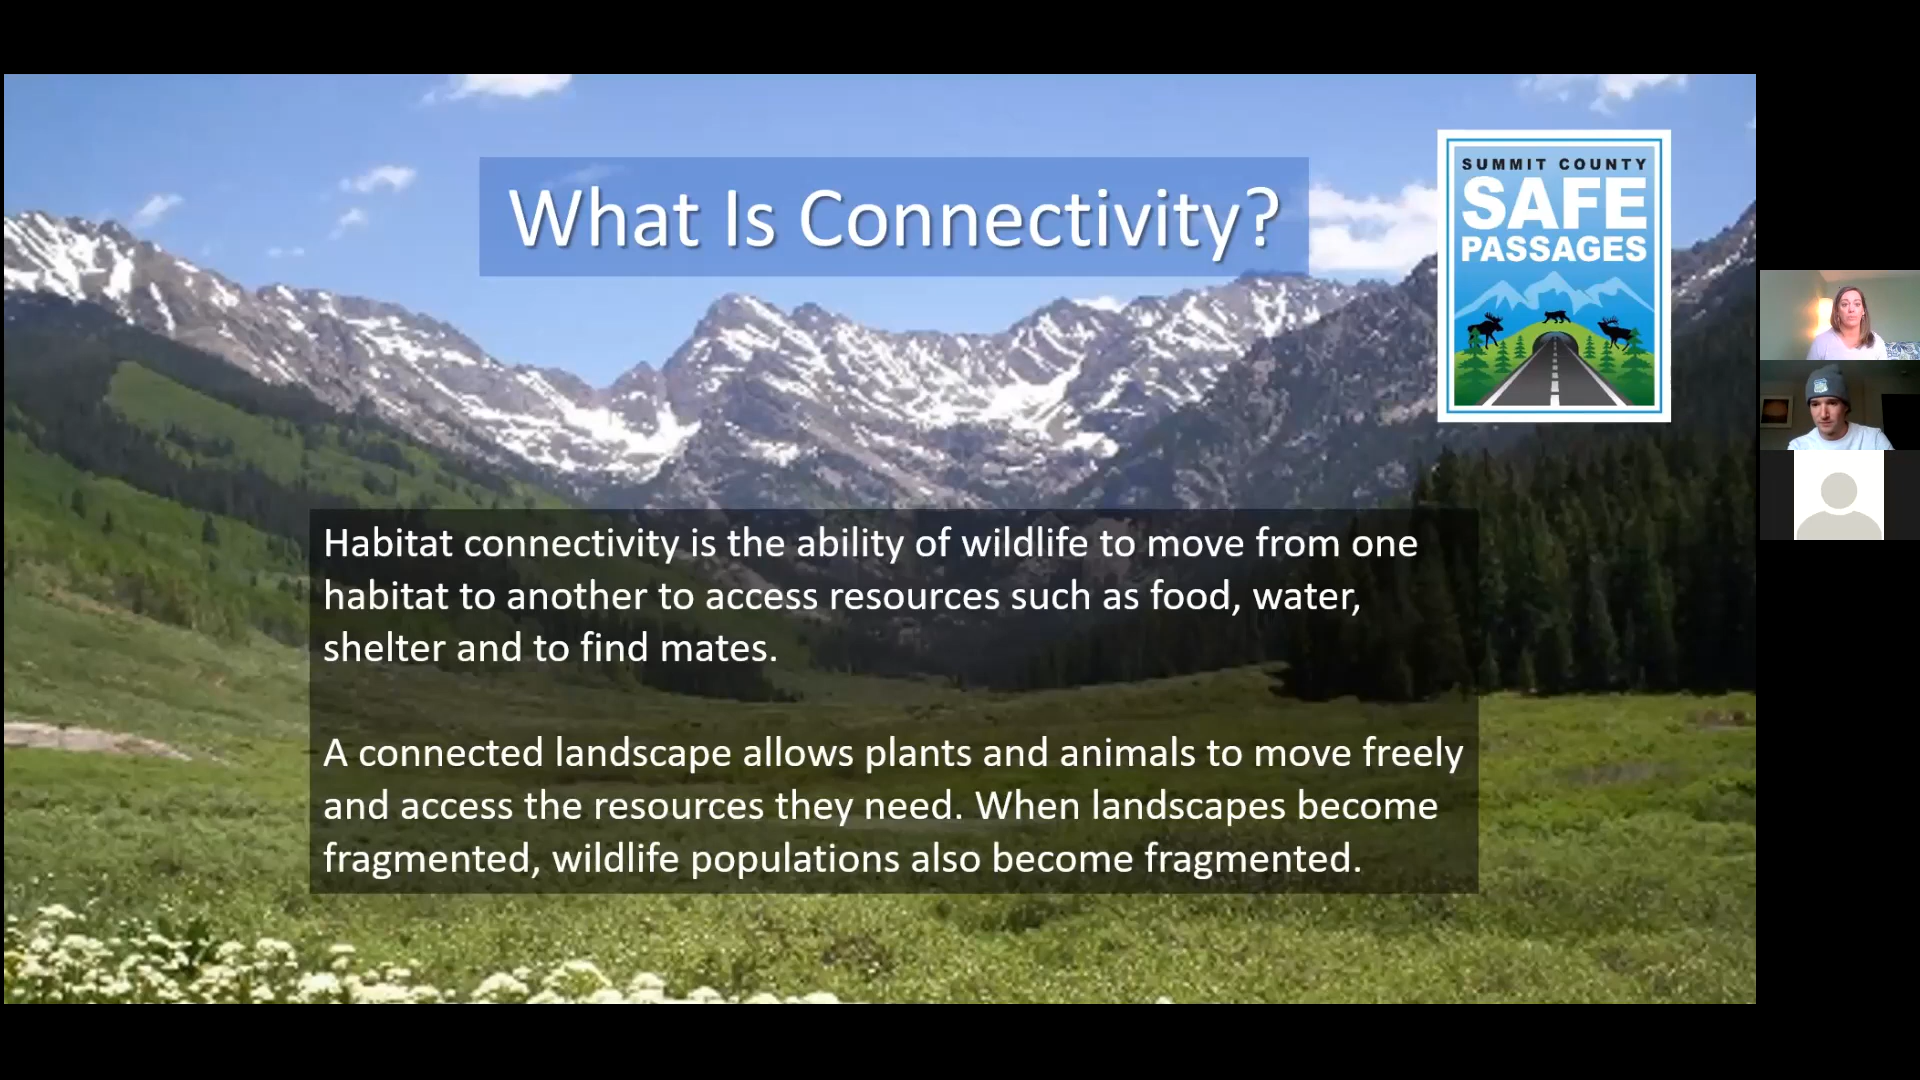 What Is Connectivity?
SUMMIT COUNTY
SAFE
PASSAGES
Habitat connectivity is the ability of wildlife to move from one
habitat to another to access resources such as food, water,
shelter and to find mates.
A connected landscape allows plants and animals to move freely
and access the resources they need. When landscapes become
fragmented, wildlife populations also become fragmented.